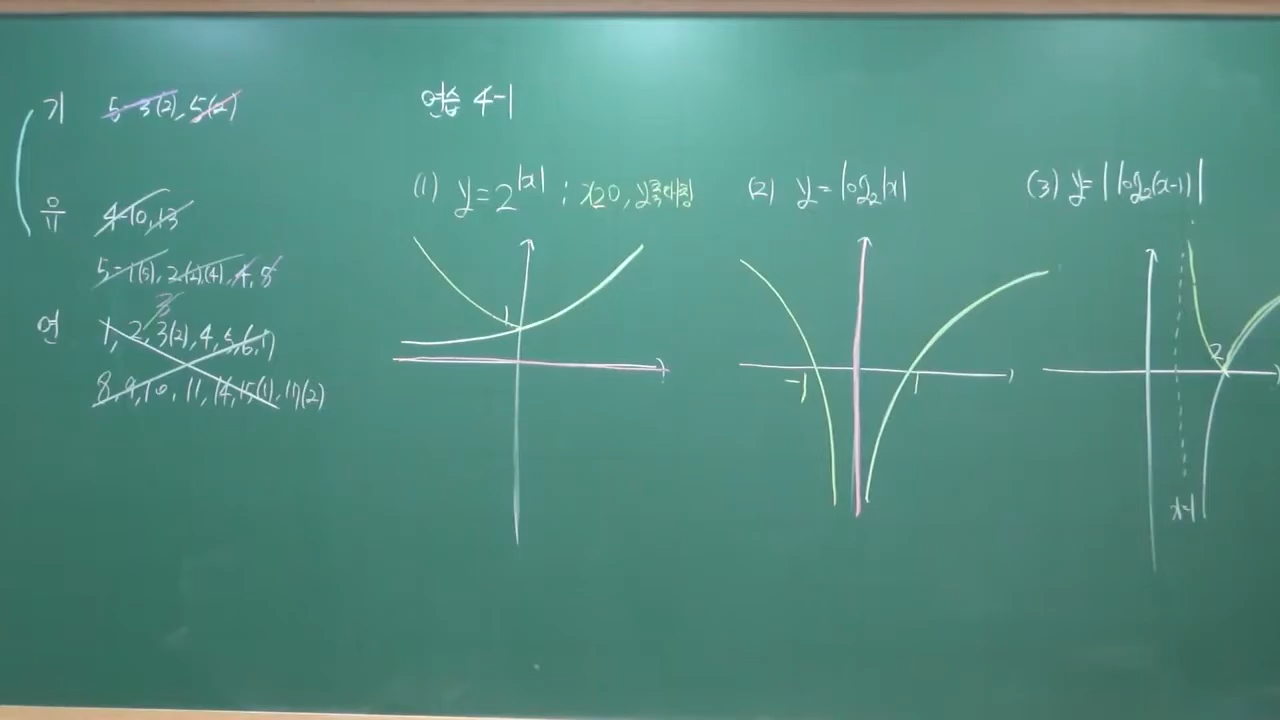 기 5-3(2), 5(2)
유 4-10, 13
5-1(5), 2(2)(4), 4, 8
3
연 1, 2, 3(2), 4, 5, 6, 7
8, 9, 10, 11, 14, 15(1), 17(2)
연습 4-1
(1) y=2^|x| : x≥0, y축대칭
1
(2) y=log₂|x|
-1 1
(3) y=|log₂(x-1)|
2
x=1